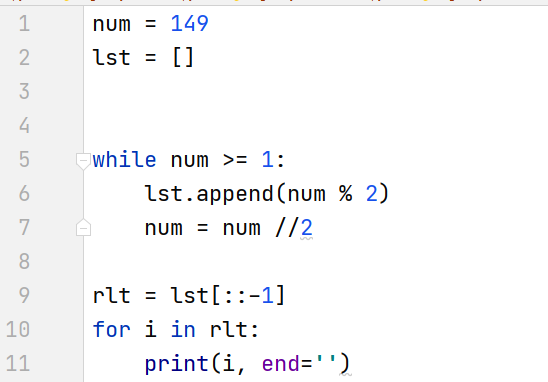 1 num = 149
2 lst = []
3
4
5 while num >= 1:
6     lst.append(num % 2)
7     num = num //2
8
9 rlt = lst[::-1]
10 for i in rlt:
11     print(i, end='')